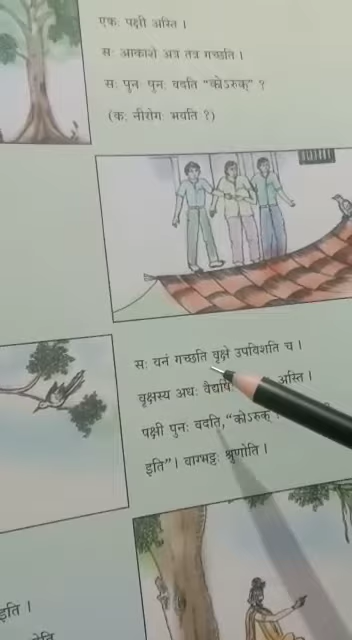 एकः पक्षी अस्ति ।
सः आकाशे अत्र तत्र गच्छति ।
सः पुनः पुनः वदति "कोऽरुक्" ?
(कः नीरोगः भवति ?)
सः वनं गच्छति वृक्षे उपविशति च ।
वृक्षस्य अधः वैद्यर्षिः अस्ति ।
पक्षी पुनः वदति, "कोऽरुक् ?
इति" । वाग्भट्टः श्रुणोति ।
इति ।